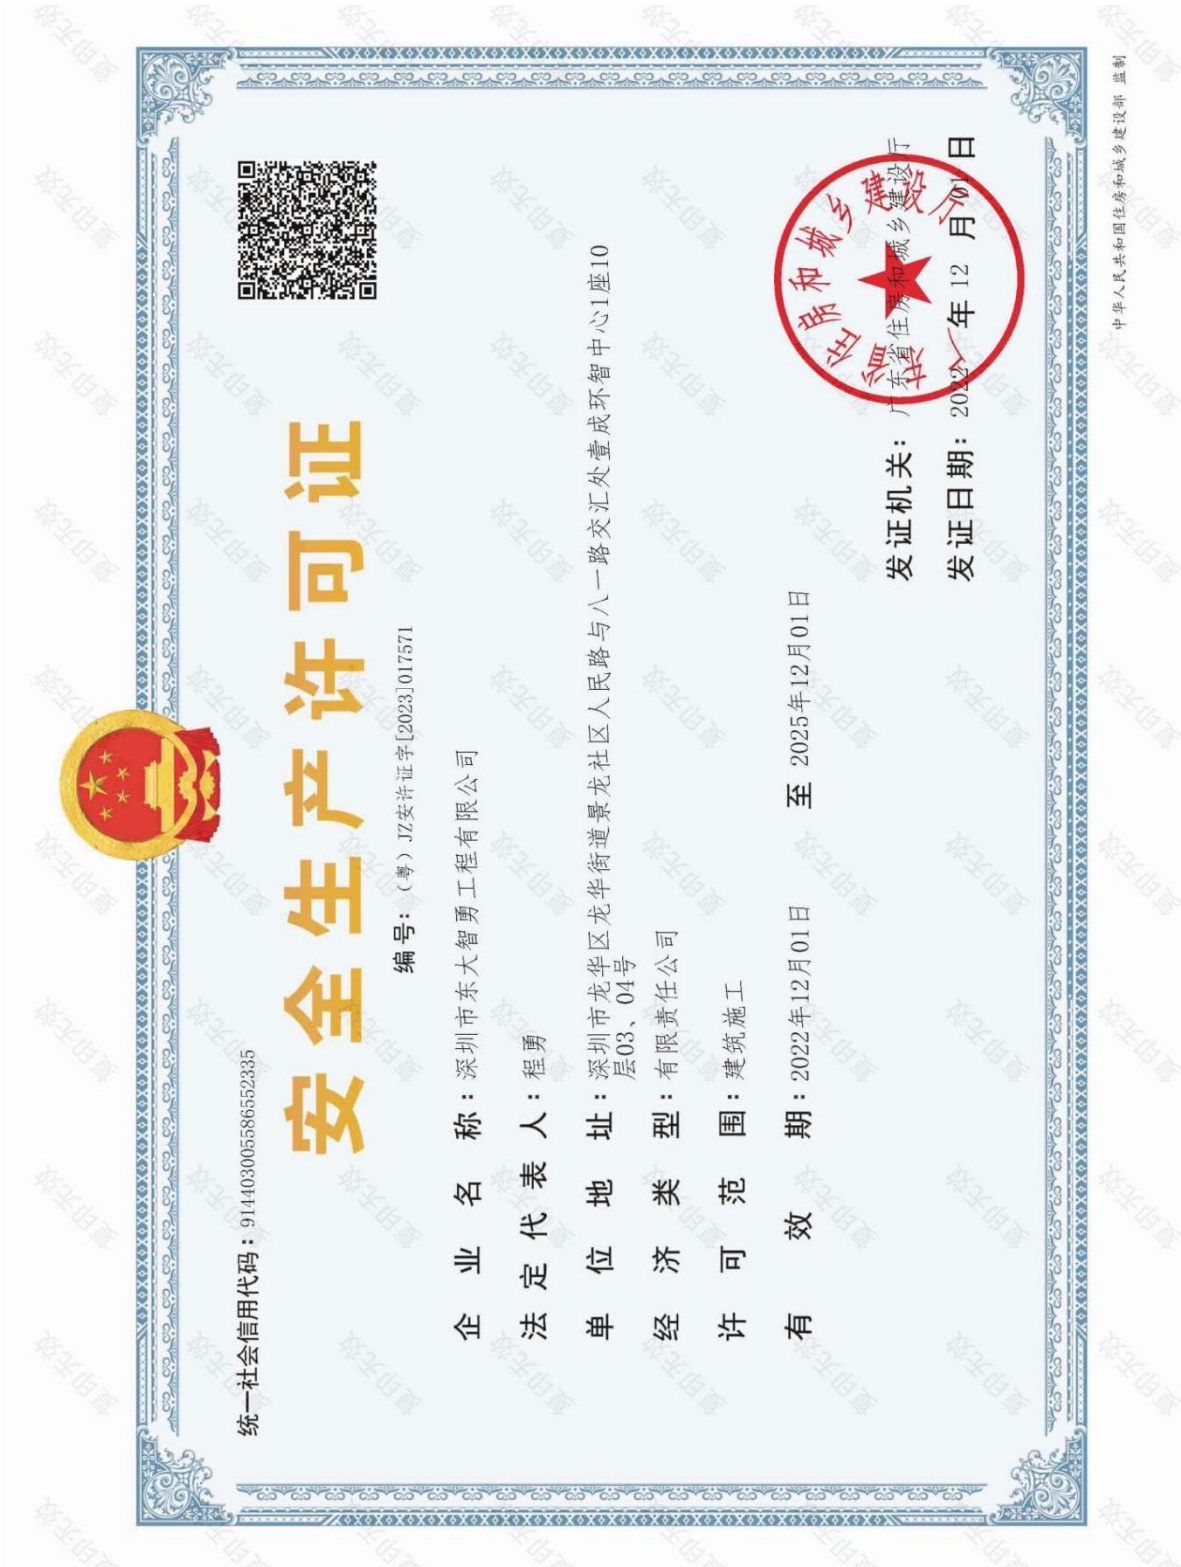 统一社会信用代码：914403005586552335
安全生产许可证
编号：（粤）JZ安许证字[2023]017571
企业名称：深圳市东大智勇工程有限公司
法定代表人：程勇
单位地址：深圳市龙华区龙华街道景龙社区人民路与八一路交汇处壹成环智中心1座10
层03、04号
经济类型：有限责任公司
许可范围：建筑施工
有效期：2022年12月01日 至 2025年12月01日
发证机关：广东省住房和城乡建设厅
发证日期：2022年12月01日
广东省住房和城乡建设厅
中华人民共和国住房和城乡建设部 监制
复印无效